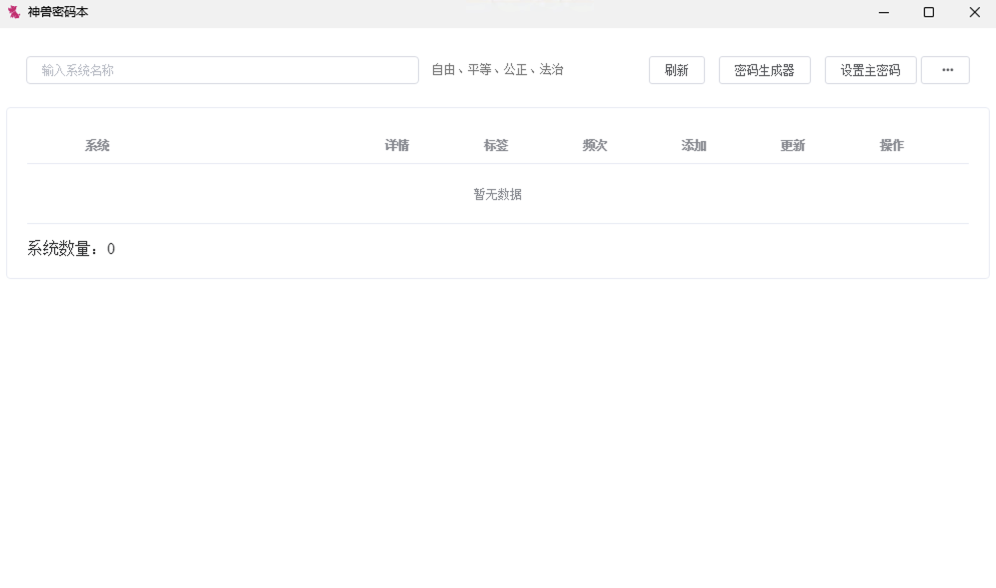 神兽密码本
输入系统名称 自由、平等、公正、法治 刷新 密码生成器 设置主密码 ···
系统 详情 标签 频次 添加 更新 操作
暂无数据
系统数量：0